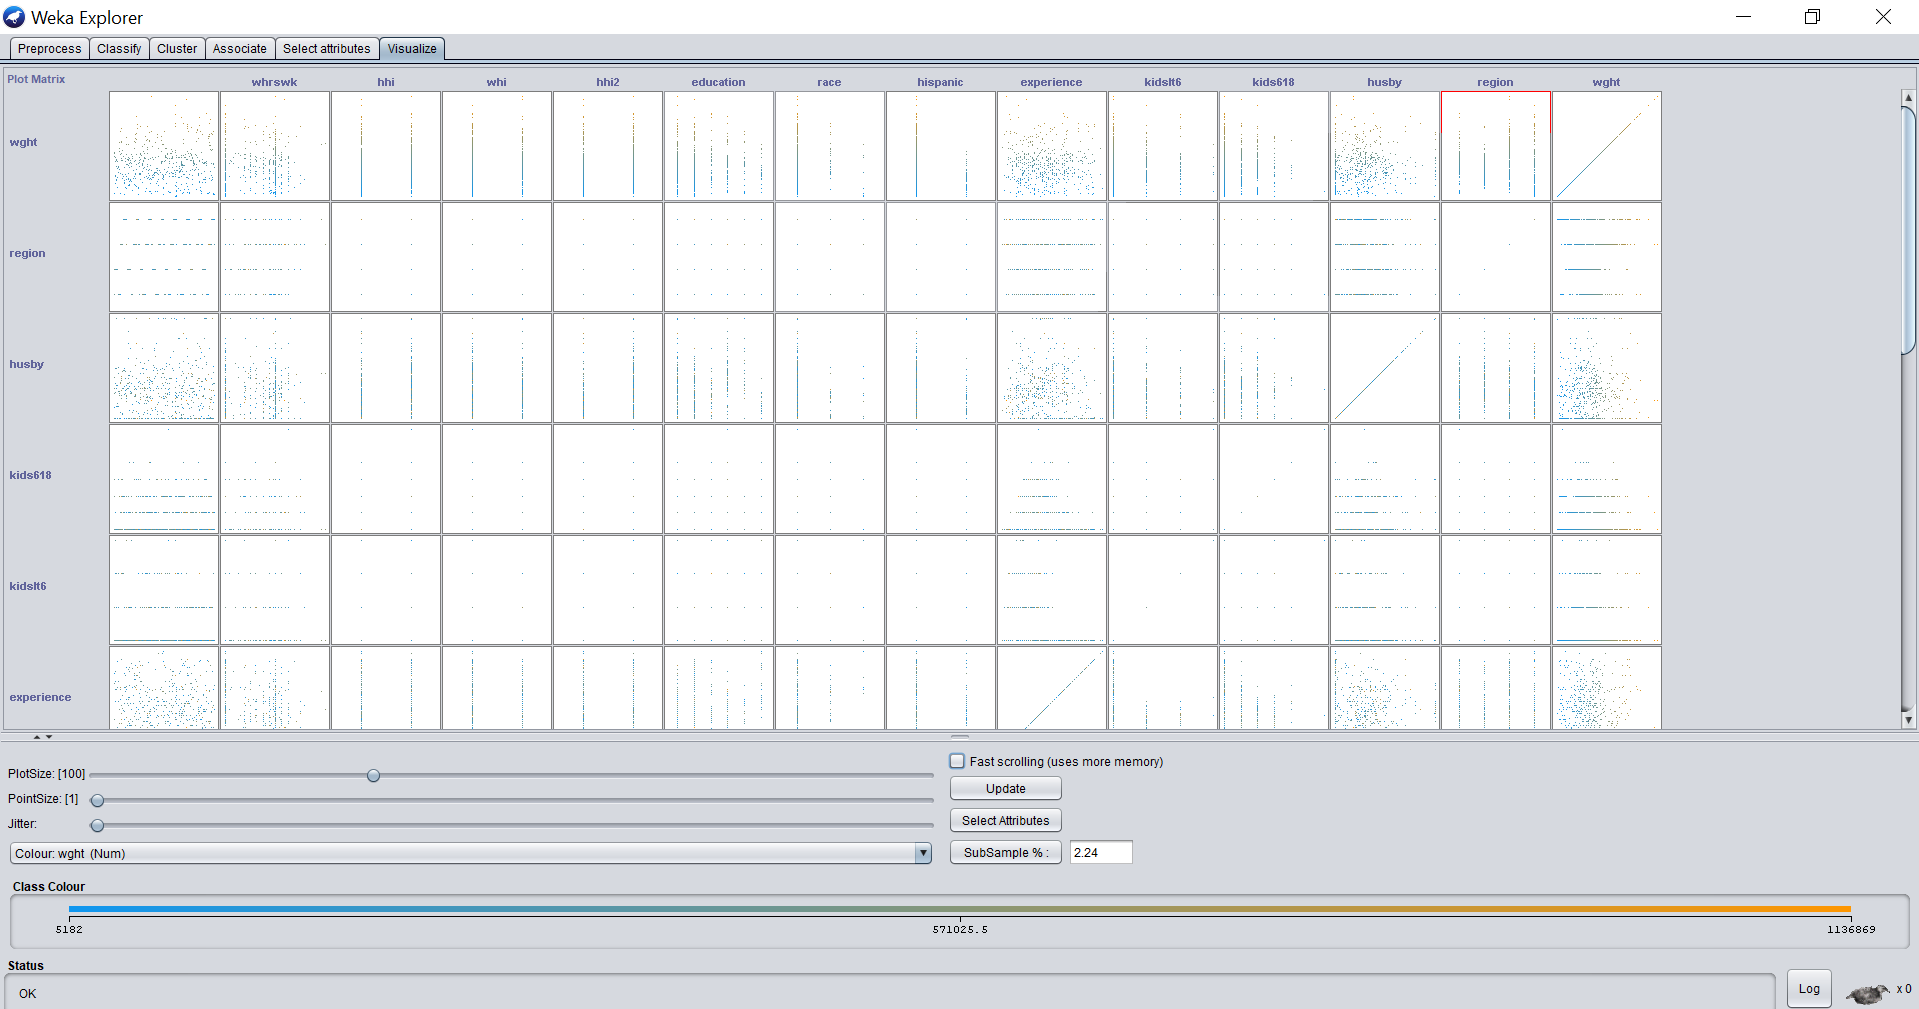 Weka Explorer
Preprocess Classify Cluster Associate Select attributes Visualize
Plot Matrix whrswk hhi whi hhi2 education race hispanic experience kidslt6 kids618 husby region wght
wght
region
husby
kids618
kidslt6
experience
PlotSize: [100]
PointSize: [1]
Jitter:
Colour: wght (Num)
Fast scrolling (uses more memory)
Update
Select Attributes
SubSample % : 2.24
Class Colour
5182 571025.5 1136869
Status
OK
Log x 0